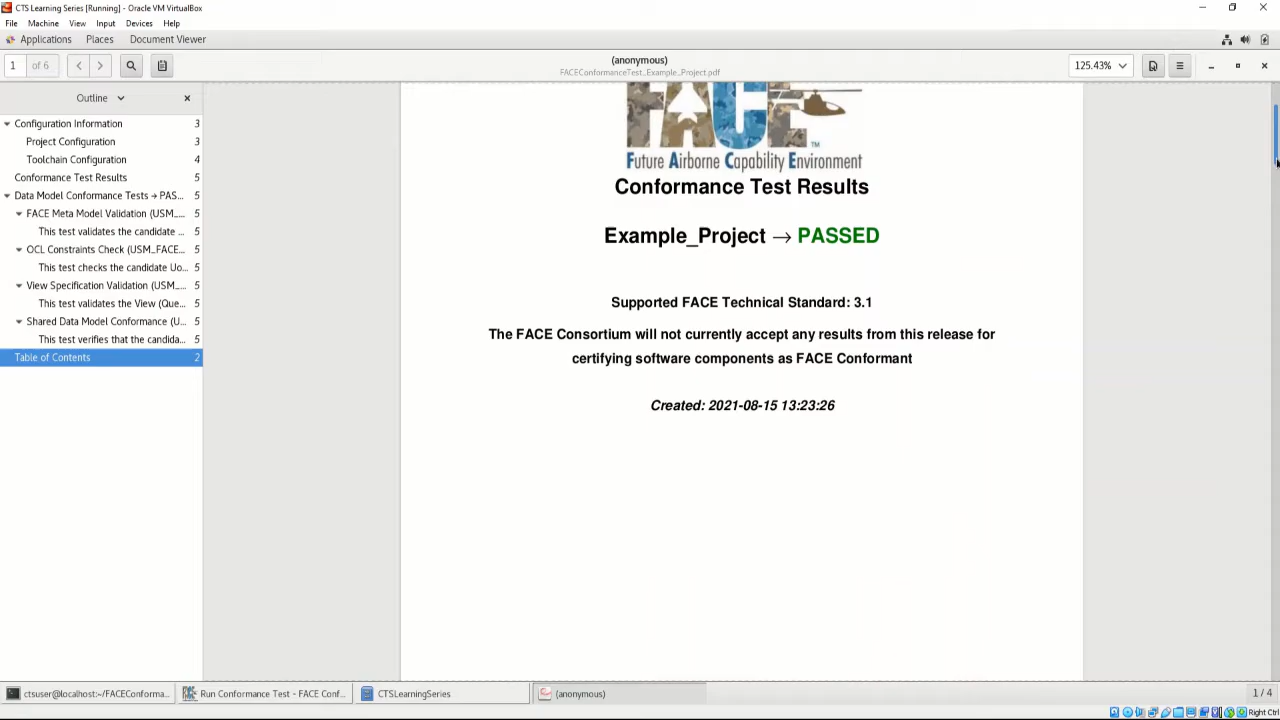 CTS Learning Series [Running] - Oracle VM VirtualBox
File Machine View Input Devices Help
Applications Places Document Viewer
1 of 6
(anonymous)
FACEConformanceTest_Example_Project.pdf
125.43%
Outline
Configuration Information 3
Project Configuration 3
Toolchain Configuration 4
Conformance Test Results 5
Data Model Conformance Tests → PAS... 5
FACE Meta Model Validation (USM_... 5
This test validates the candidate ... 5
OCL Constraints Check (USM_FACE... 5
This test checks the candidate Uo... 5
View Specification Validation (USM_... 5
This test validates the View (Que... 5
Shared Data Model Conformance (U... 5
This test verifies that the candida... 5
Table of Contents 2
FACE™
Future Airborne Capability Environment
Conformance Test Results
Example_Project → PASSED
Supported FACE Technical Standard: 3.1
The FACE Consortium will not currently accept any results from this release for
certifying software components as FACE Conformant
Created: 2021-08-15 13:23:26
ctsuser@localhost:~/FACEConforma...
Run Conformance Test - FACE Conf...
CTSLearningSeries
(anonymous)
1 / 4
Right Ctrl